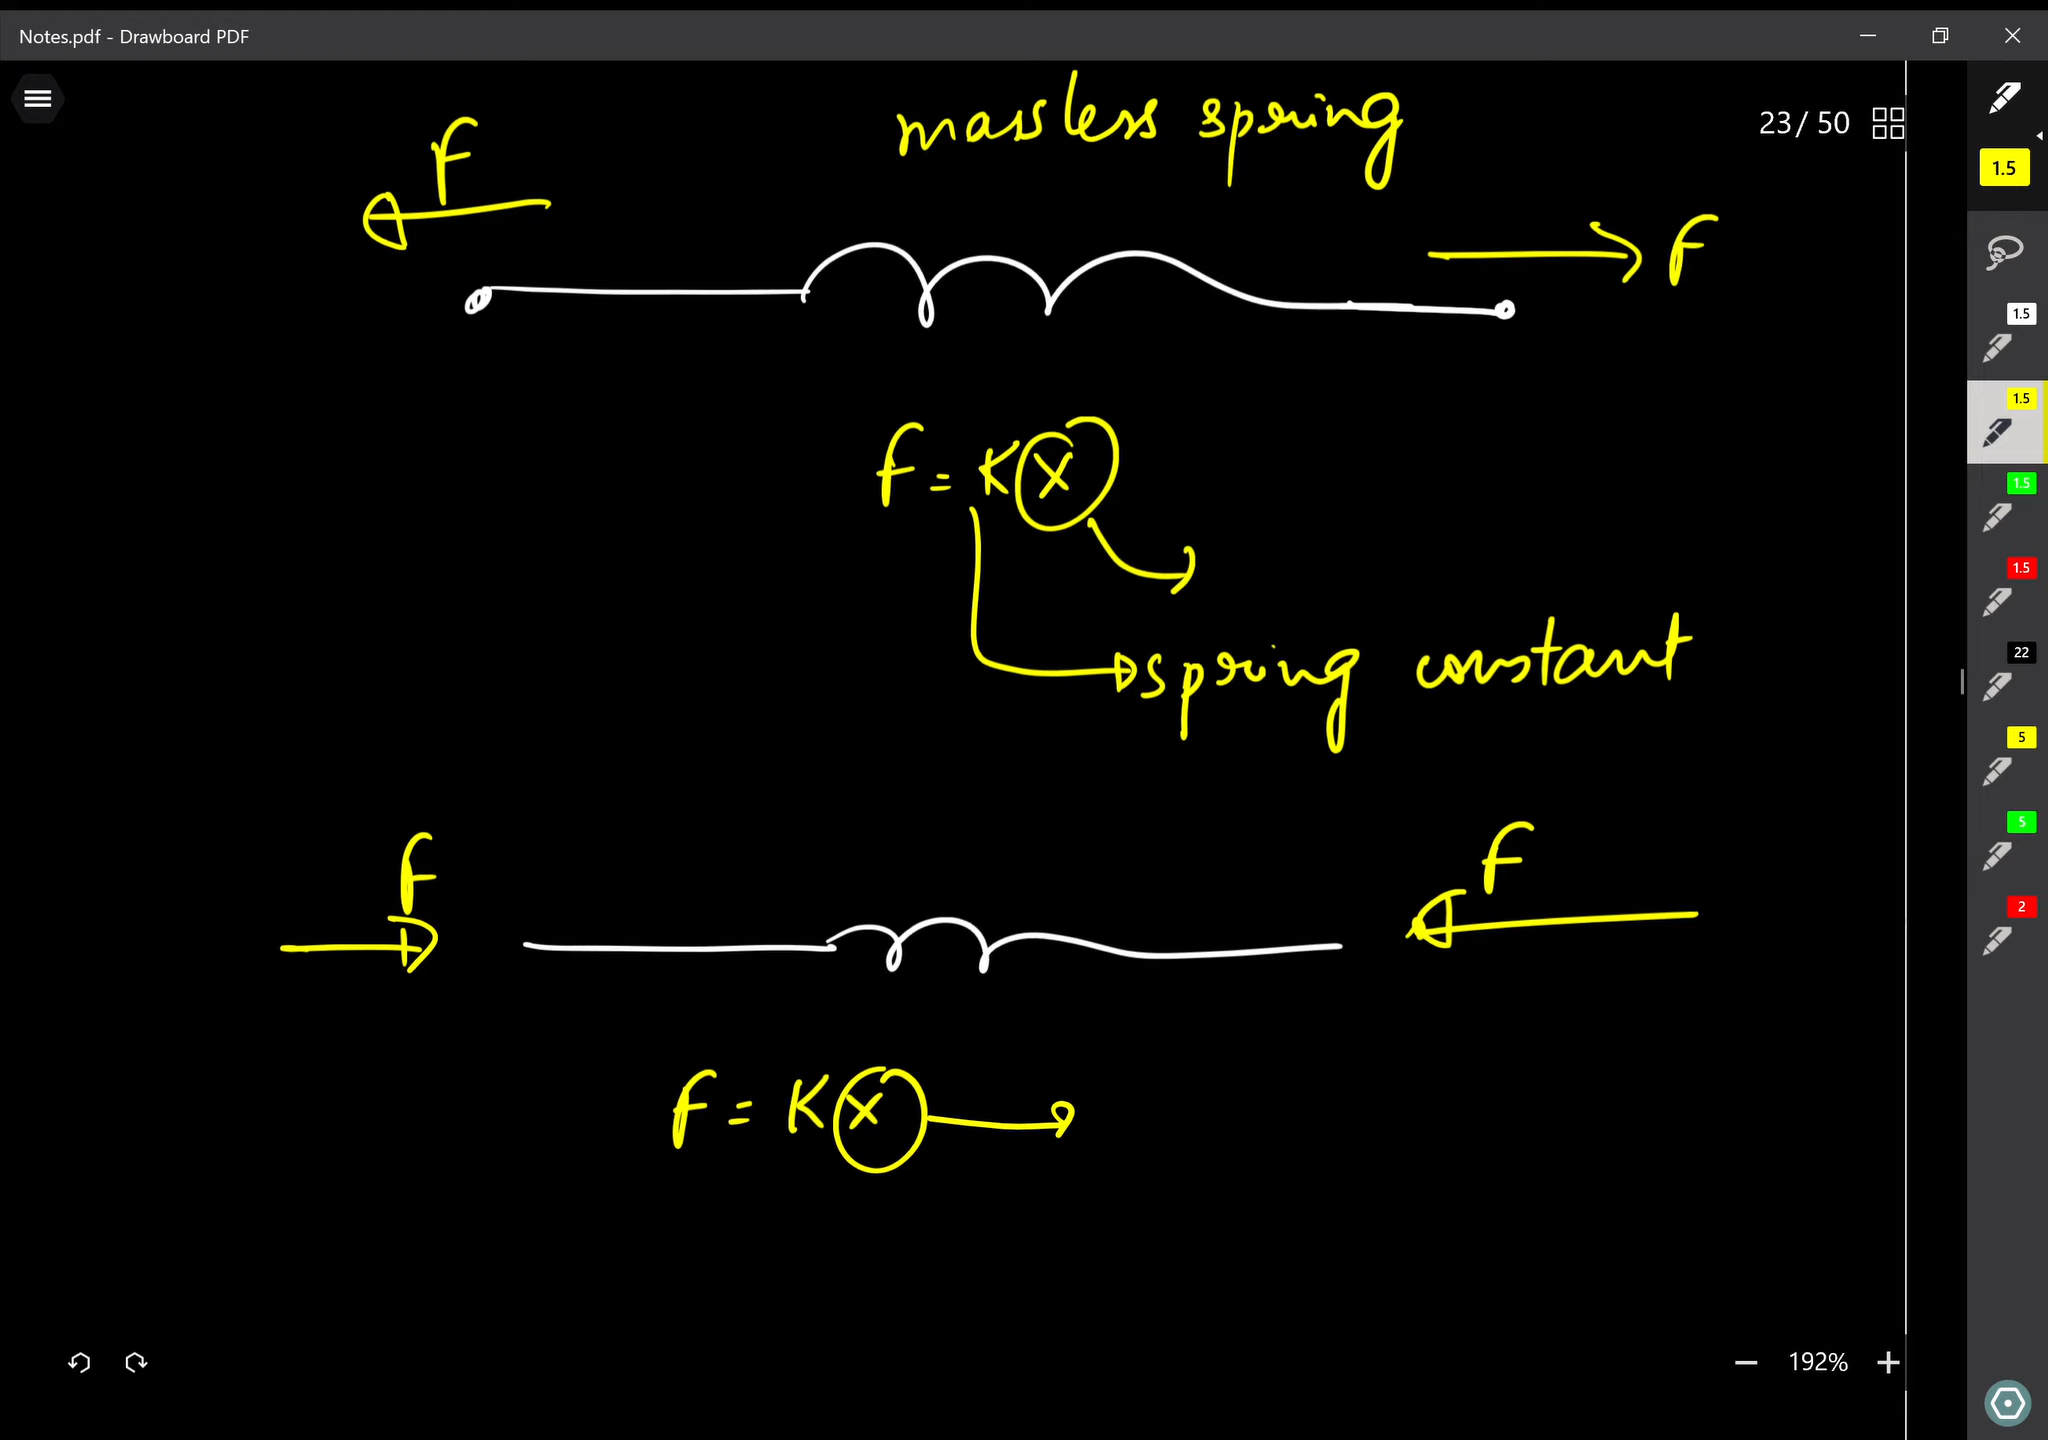 Notes.pdf - Drawboard PDF
massless spring
23/ 50
1.5
F
F
1.5
1.5
F = Kx
1.5
1.5
spring constant
22
5
F
F
5
2
F = Kx
192%